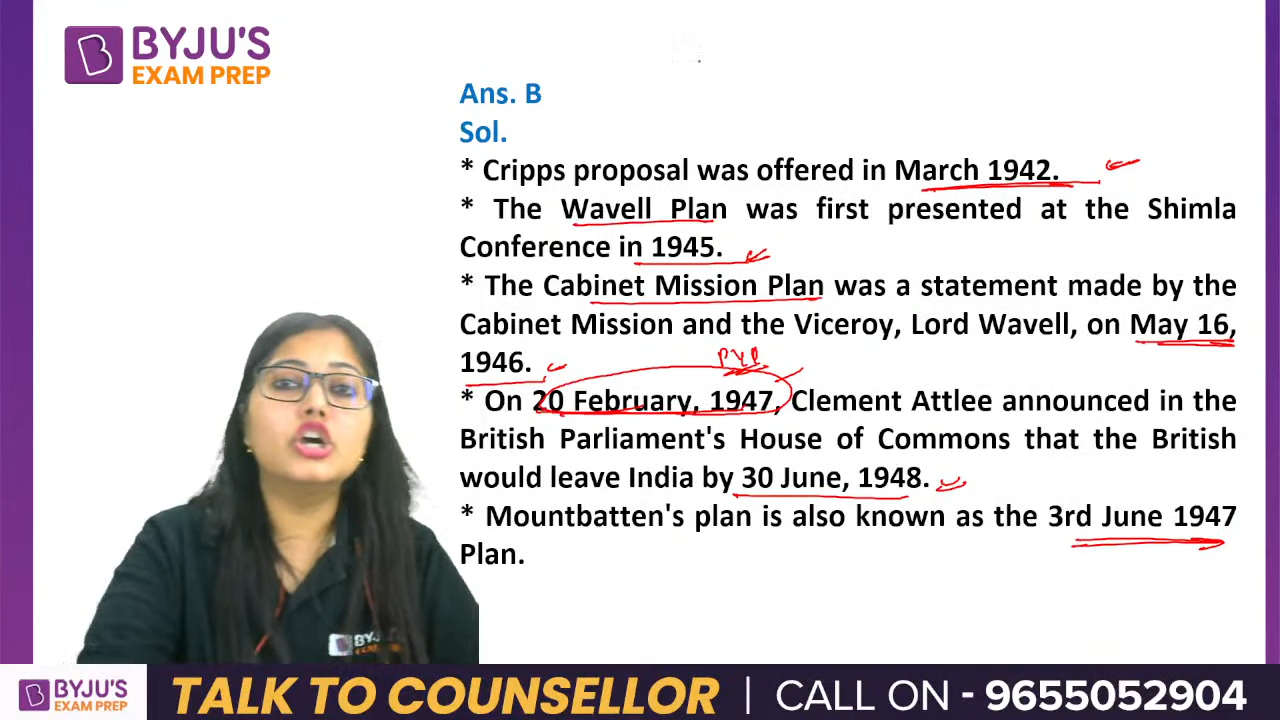 BYJU'S
EXAM PREP
Ans. B
Sol.
* Cripps proposal was offered in March 1942.
* The Wavell Plan was first presented at the Shimla
Conference in 1945.
* The Cabinet Mission Plan was a statement made by the
Cabinet Mission and the Viceroy, Lord Wavell, on May 16,
1946.
PYP
* On 20 February, 1947, Clement Attlee announced in the
British Parliament's House of Commons that the British
would leave India by 30 June, 1948.
* Mountbatten's plan is also known as the 3rd June 1947
Plan.
BYJU'S
EXAM PREP
TALK TO COUNSELLOR | CALL ON - 9655052904